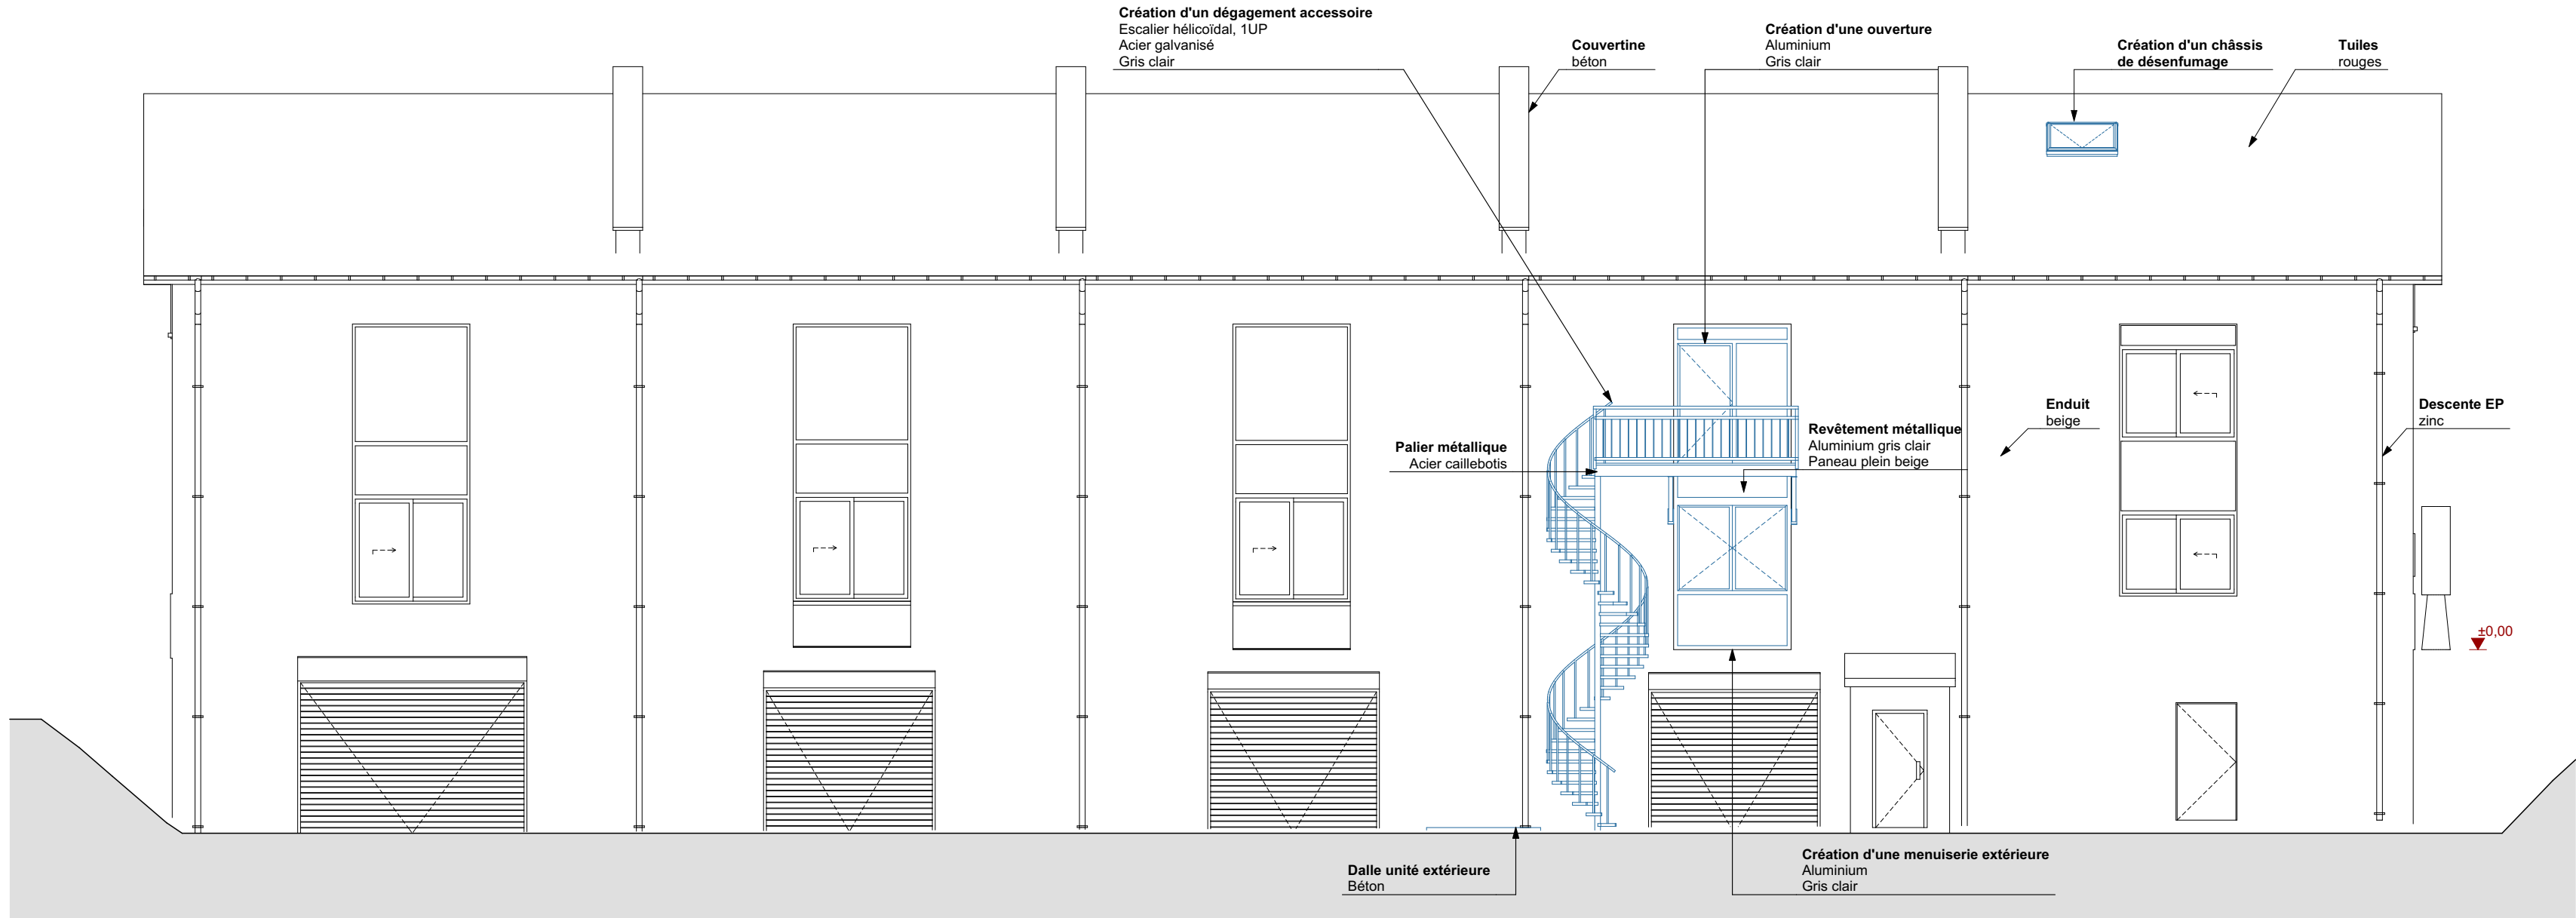 Création d'un dégagement accessoire
Escalier hélicoïdal, 1UP
Acier galvanisé
Gris clair
Couvertine
béton
Création d'une ouverture
Aluminium
Gris clair
Création d'un châssis
de désenfumage
Tuiles
rouges
Palier métallique
Acier caillebotis
Revêtement métallique
Aluminium gris clair
Paneau plein beige
Enduit
beige
Descente EP
zinc
±0,00
Dalle unité extérieure
Béton
Création d'une menuiserie extérieure
Aluminium
Gris clair